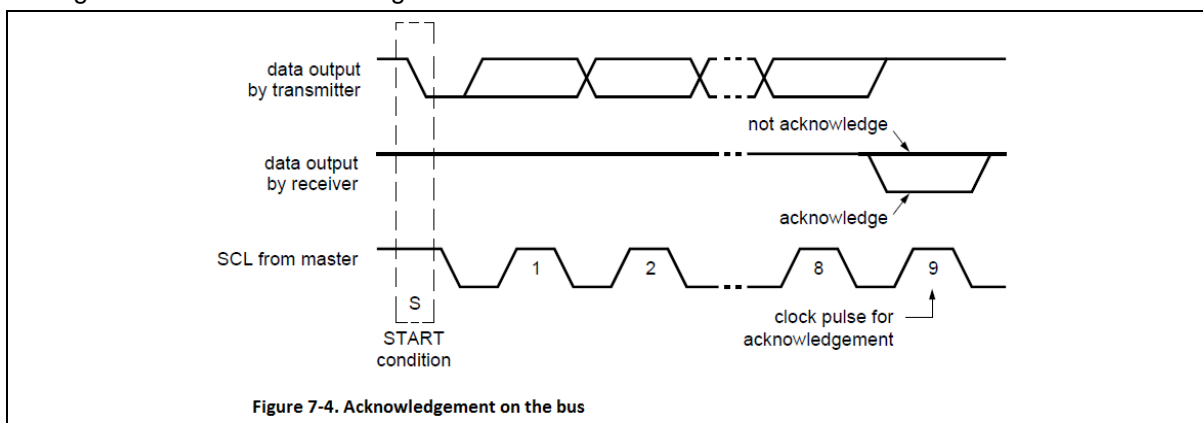 data output
by transmitter
not acknowledge
data output
by receiver
acknowledge
SCL from master
1
2
8
9
S
START
condition
clock pulse for
acknowledgement
Figure 7-4. Acknowledgement on the bus